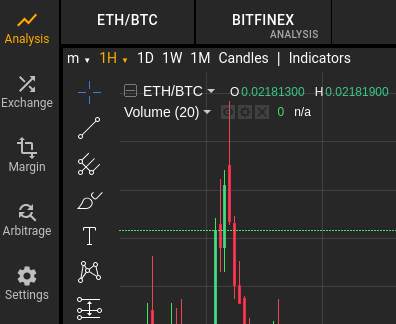 ETH/BTC
BITFINEX
ANALYSIS
Analysis
m 1H 1D 1W 1M Candles | Indicators
ETH/BTC O 0.02181300 H 0.02181900
Volume (20) 0 n/a
Exchange
Margin
T
Arbitrage
Settings